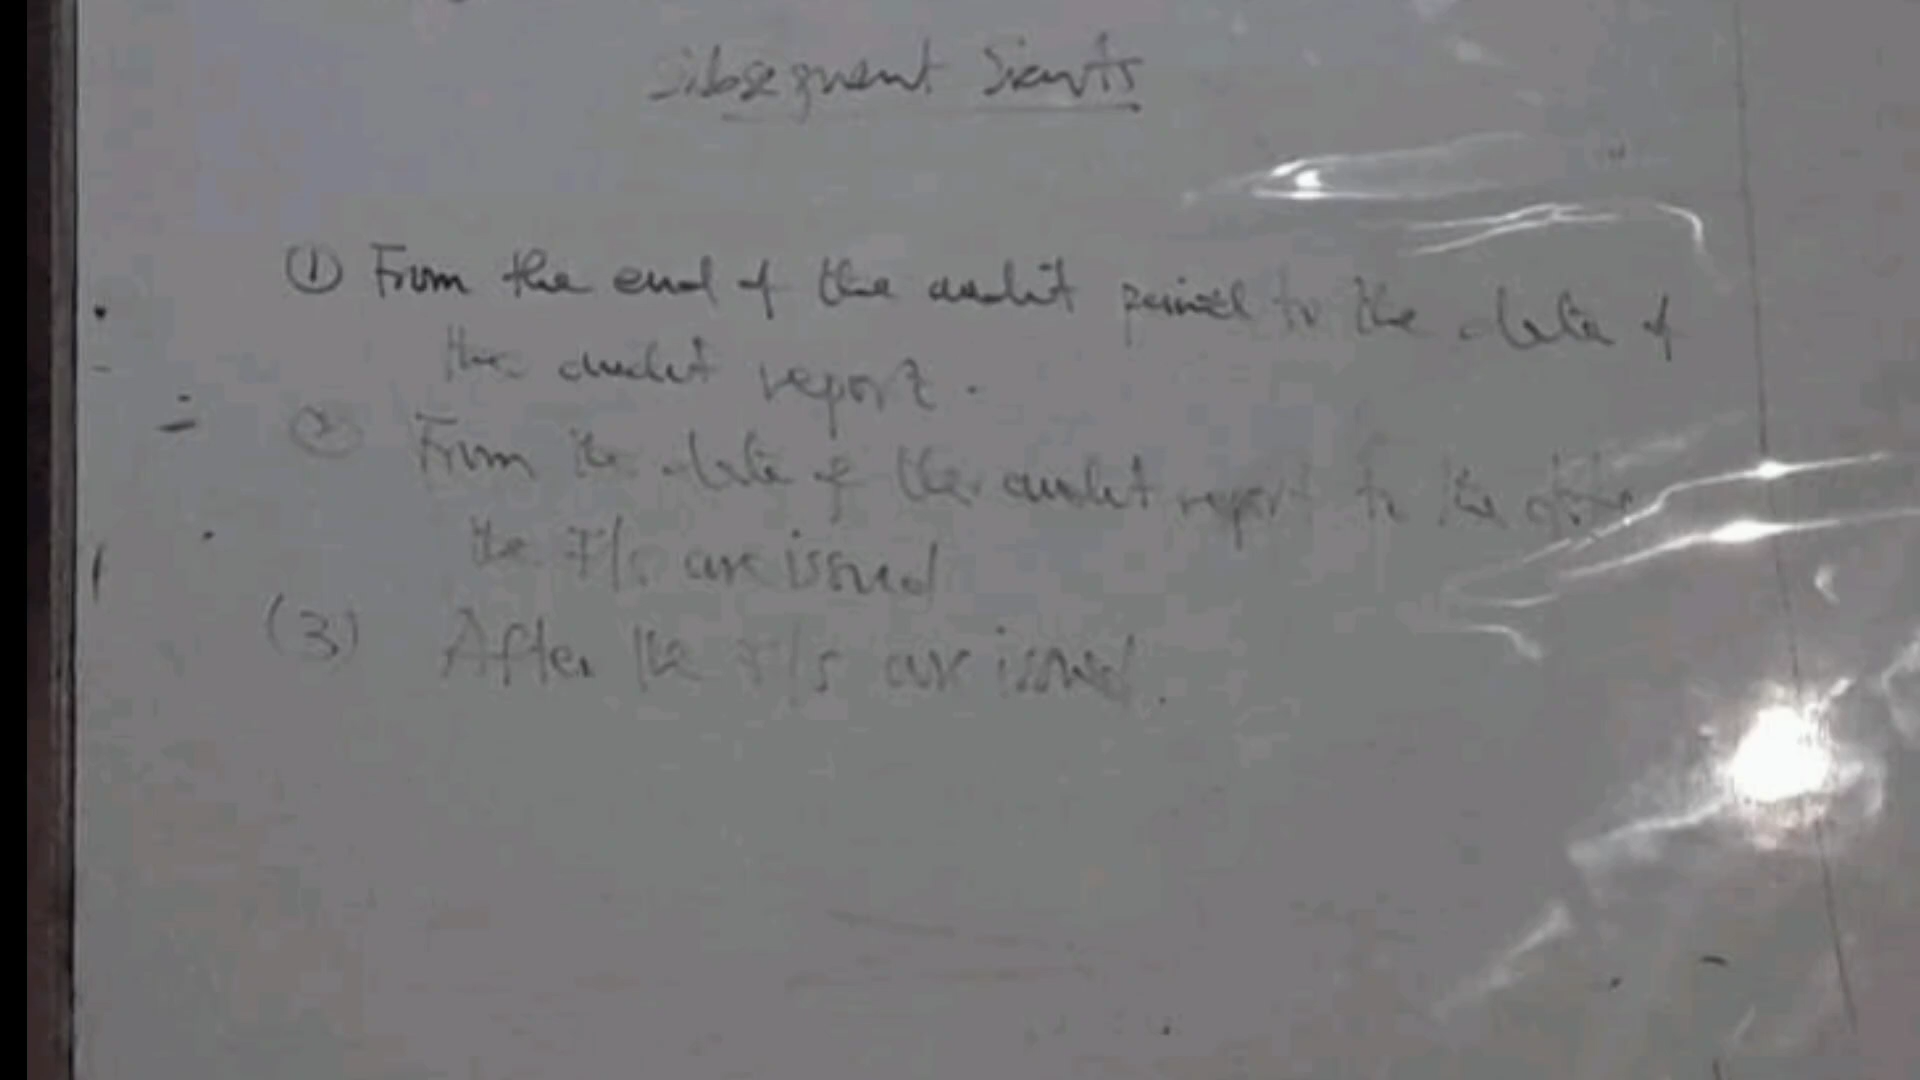 Subsequent Events
① From the end of the audit period to the date of
the audit report.
② From the date of the audit report to the date
the F/s are issued
(3) After the F/s are issued.